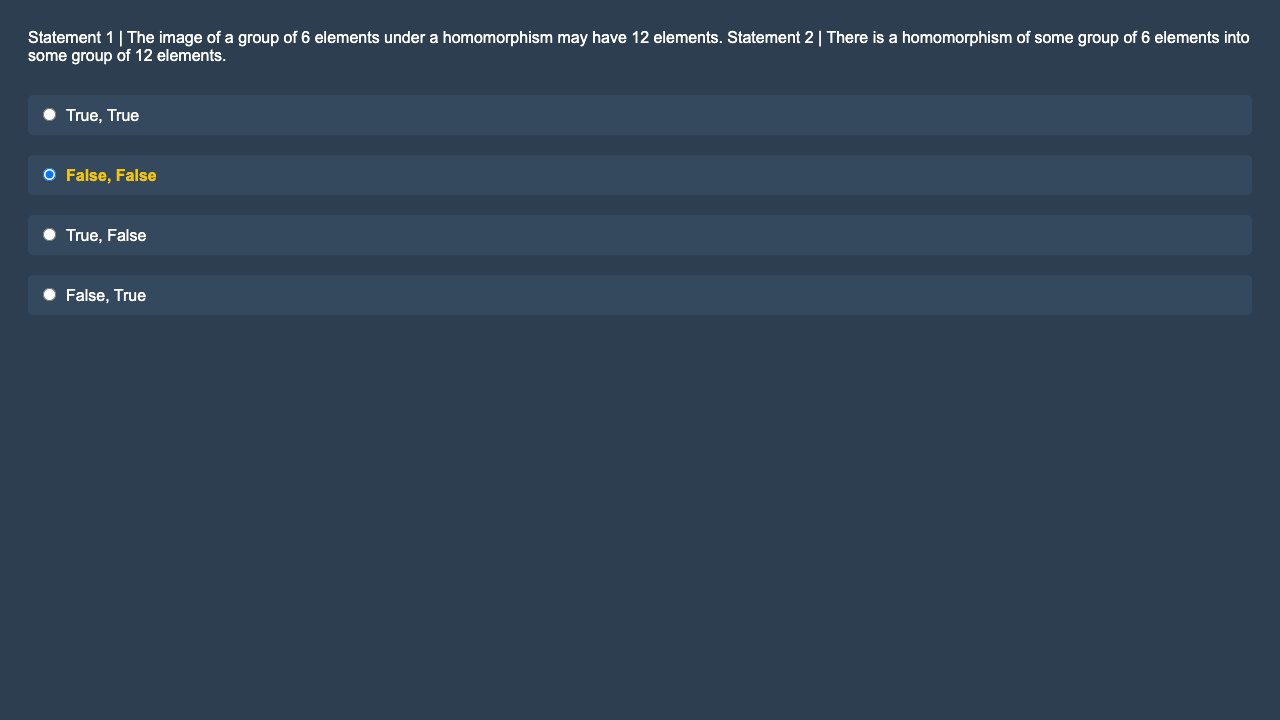 Statement 1 | The image of a group of 6 elements under a homomorphism may have 12 elements. Statement 2 | There is a homomorphism of some group of 6 elements into
some group of 12 elements.
True, True
False, False
True, False
False, True